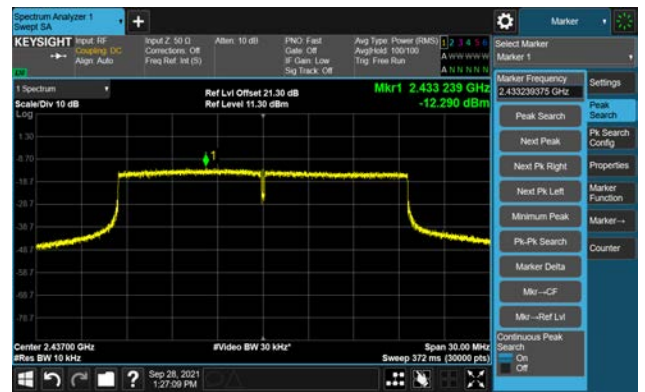 Spectrum Analyzer 1
Swept SA
Marker
KEYSIGHT
Input: RF
Coupling: DC
Align: Auto
Input Z: 50 Ω
Corrections: Off
Freq Ref: Int (S)
Atten: 10 dB
PNO: Fast
Gate: Off
IF Gain: Low
Sig Track: Off
Avg Type: Power (RMS)
Avg|Hold: 100/100
Trig: Free Run
1 2 3 4 5 6
A W W W W W
A N N N N N
Select Marker
Marker 1
1 Spectrum
Scale/Div 10 dB
Log
Ref Lvl Offset 21.30 dB
Ref Level 11.30 dBm
Mkr1 2.433 239 GHz
-12.290 dBm
1.30
-8.70
-18.7
-28.7
-38.7
-48.7
-58.7
-68.7
-78.7
1
Center 2.43700 GHz
#Res BW 10 kHz
#Video BW 30 kHz*
Span 30.00 MHz
Sweep 372 ms (30000 pts)
Marker Frequency
2.433239375 GHz
Peak Search
Next Peak
Next Pk Right
Next Pk Left
Minimum Peak
Pk-Pk Search
Marker Delta
Mkr→CF
Mkr→Ref Lvl
Continuous Peak
Search
On
Off
Settings
Peak
Search
Pk Search
Config
Properties
Marker
Function
Marker→
Counter
?
Sep 28, 2021
1:27:09 PM